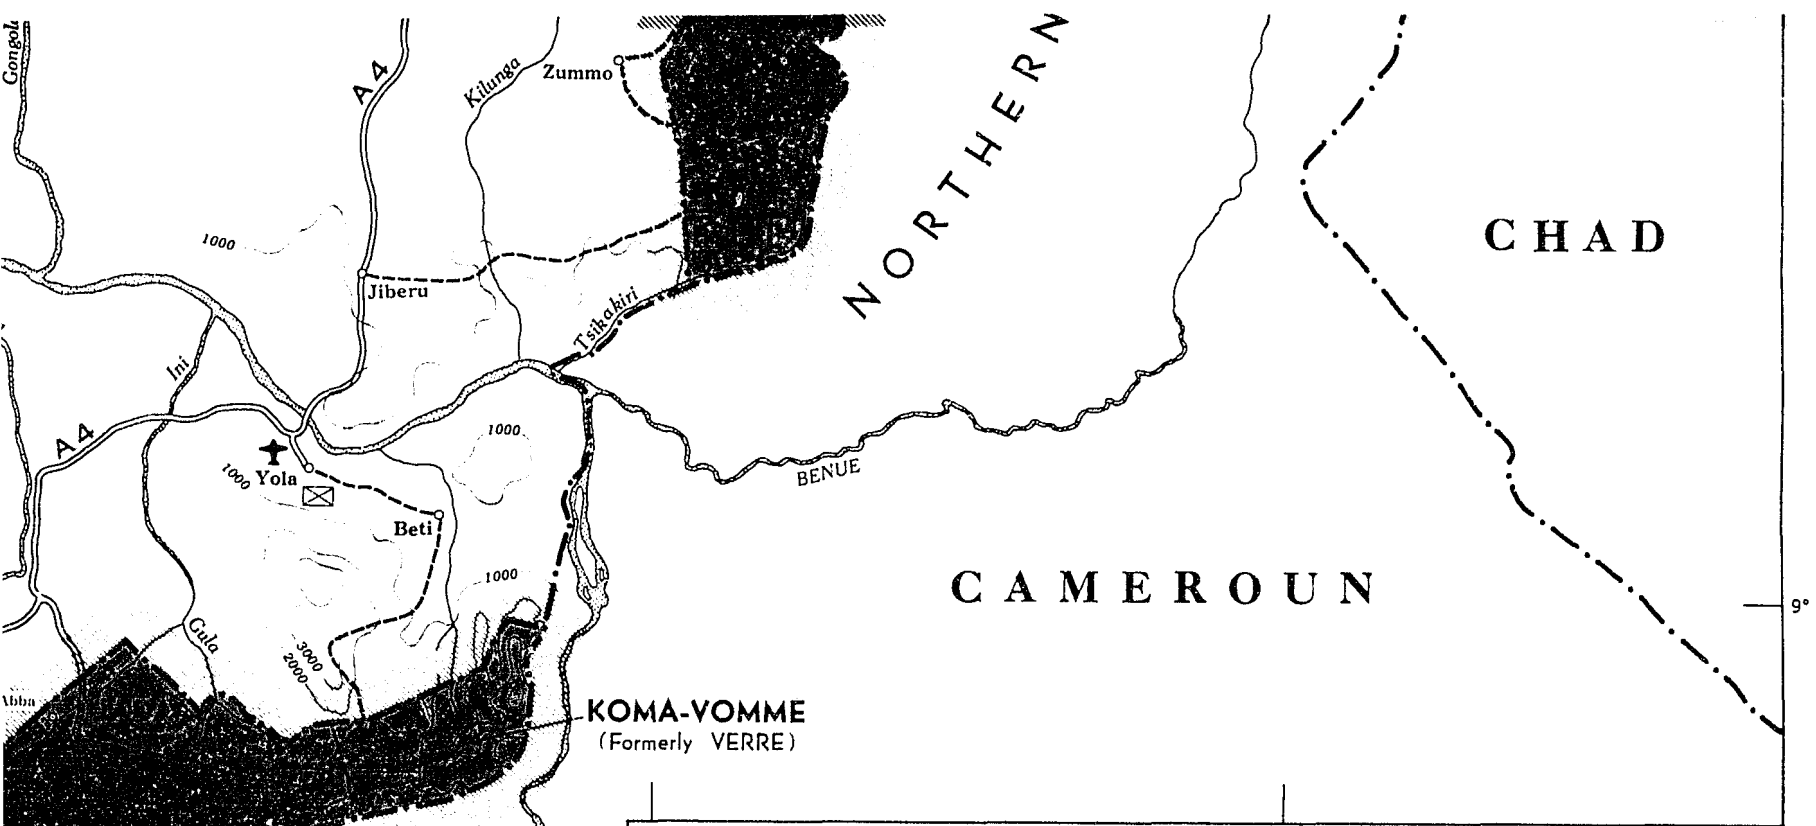 Gongola
A4
Kilunga
Zummo
NORTHERN
CHAD
1000
Jiberu
Tsikakiri
Ini
A4
1000
BENUE
1000
Yola
Beti
CAMEROUN
1000
9°
Gula
3000
2000
Abba
KOMA-VOMME
(Formerly VERRE)